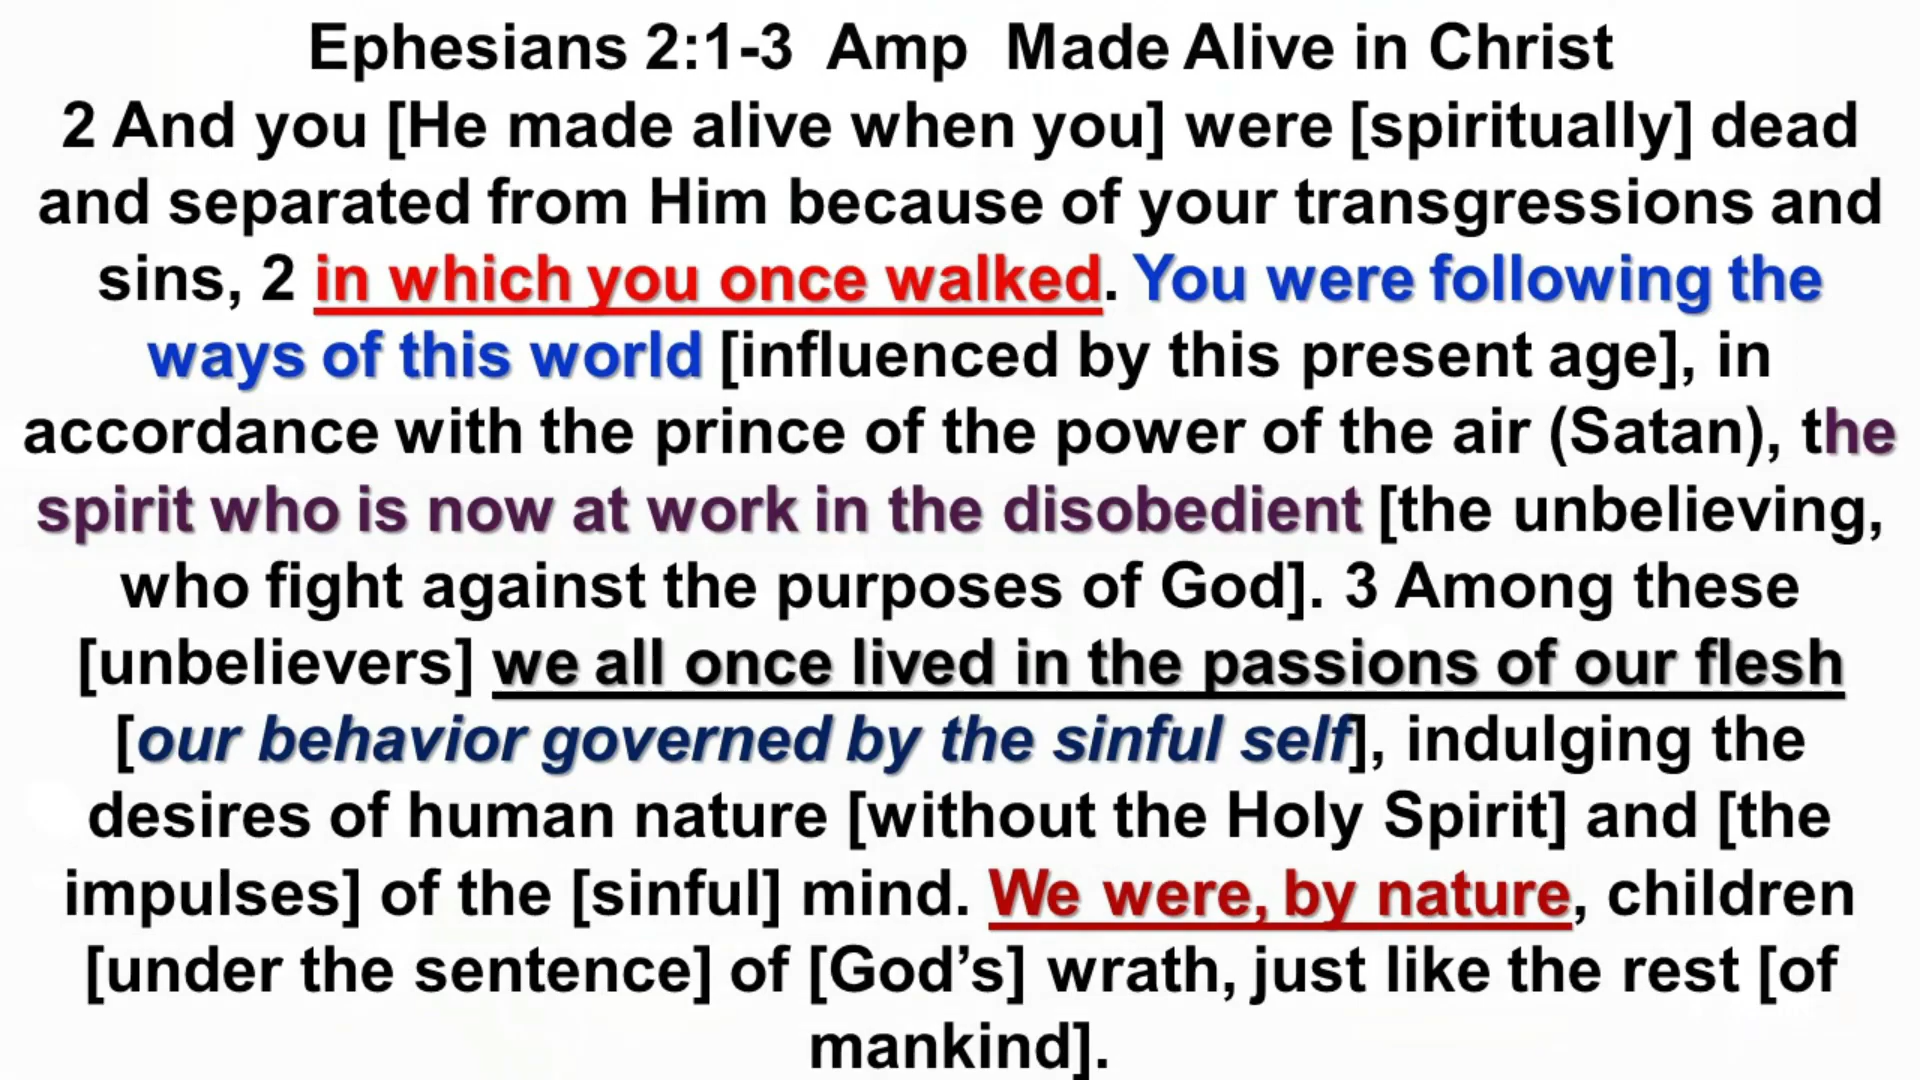 Ephesians 2:1-3 Amp Made Alive in Christ
2 And you [He made alive when you] were [spiritually] dead
and separated from Him because of your transgressions and
sins, 2 in which you once walked. You were following the
ways of this world [influenced by this present age], in
accordance with the prince of the power of the air (Satan), the
spirit who is now at work in the disobedient [the unbelieving,
who fight against the purposes of God]. 3 Among these
[unbelievers] we all once lived in the passions of our flesh
[our behavior governed by the sinful self], indulging the
desires of human nature [without the Holy Spirit] and [the
impulses] of the [sinful] mind. We were, by nature, children
[under the sentence] of [God’s] wrath, just like the rest [of
mankind].